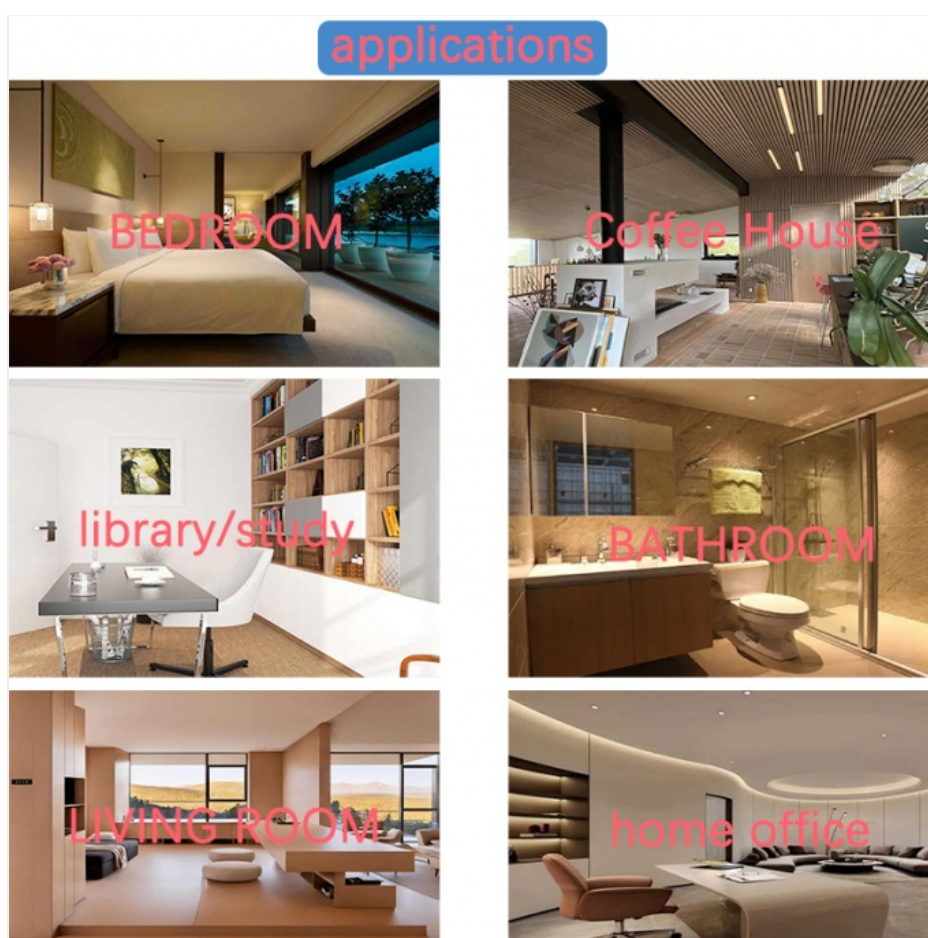 applications
BEDROOM
Coffee House
library/study
BATHROOM
LIVING ROOM
home office